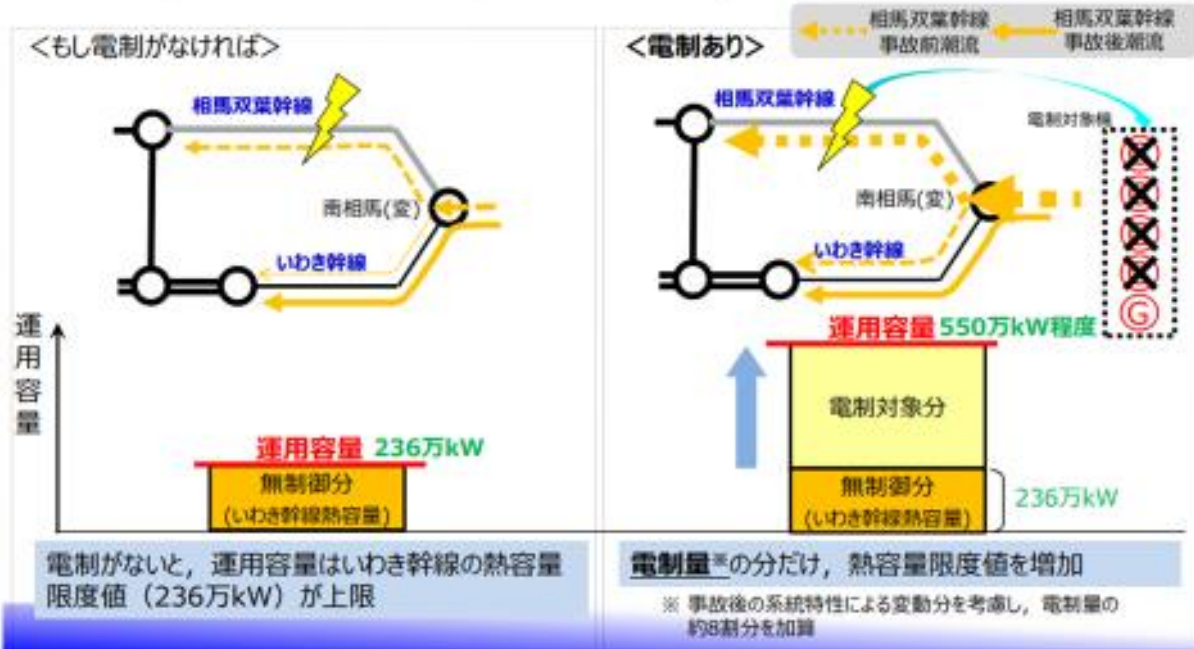 相馬双葉幹線
事故前潮流
相馬双葉幹線
事故後潮流
<もし電制がなければ>
相馬双葉幹線
南相馬(変)
いわき幹線
運用容量
運用容量 236万kW
無制御分
(いわき幹線熱容量)
電制がないと，運用容量はいわき幹線の熱容量
限度値（236万kW）が上限
<電制あり>
相馬双葉幹線
電制対象機
南相馬(変)
いわき幹線
G
運用容量 550万kW程度
電制対象分
無制御分
(いわき幹線熱容量)
236万kW
電制量※の分だけ，熱容量限度値を増加
※ 事故後の系統特性による変動分を考慮し，電制量の
約8割分を加算